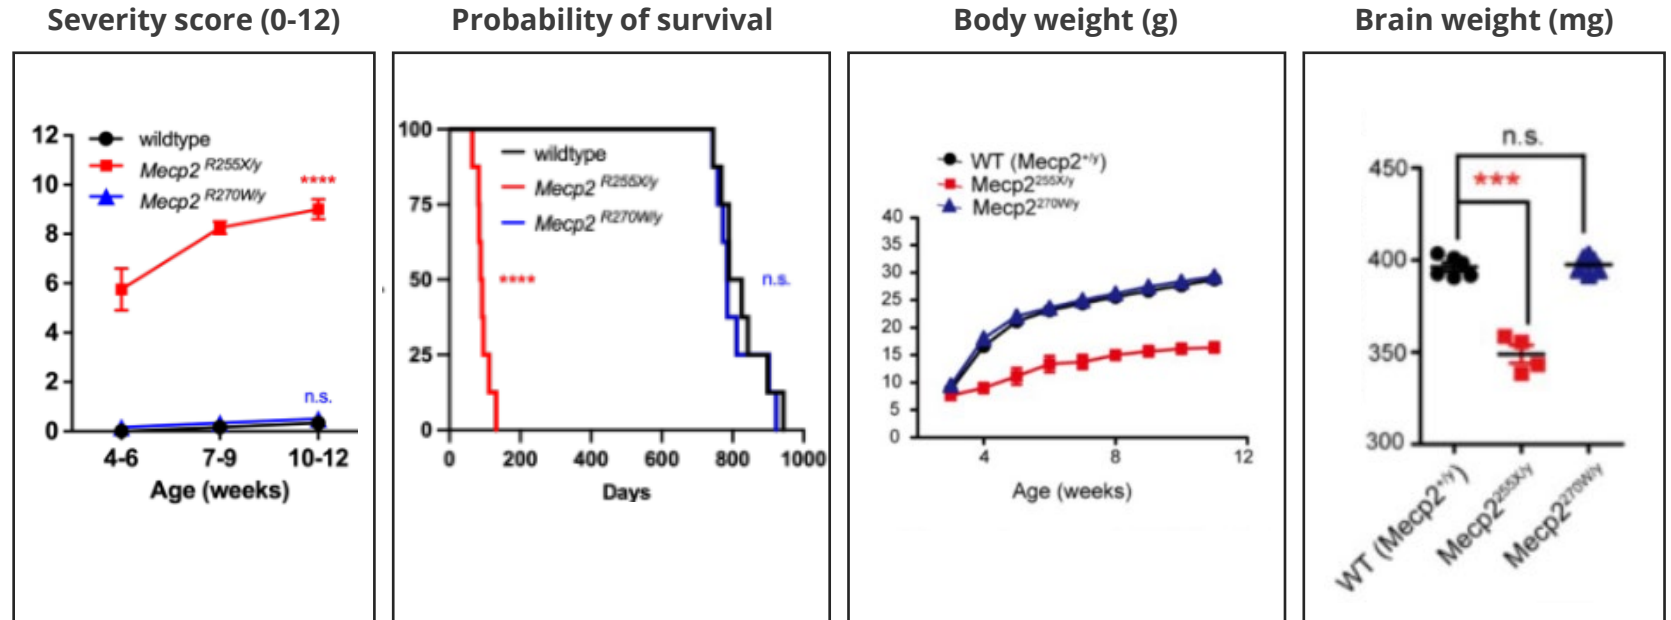 Severity score (0-12)
12
10
8
6
4
2
0
wildtype
Mecp2 R255X/y
Mecp2 R270W/y
****
n.s.
4-6 7-9 10-12
Age (weeks)
Probability of survival
100
75
50
25
0
wildtype
Mecp2 R255X/y
Mecp2 R270W/y
****
n.s.
0 200 400 600 800 1000
Days
Body weight (g)
WT (Mecp2+/y)
Mecp2255X/y
Mecp2270W/y
40
35
30
25
20
15
10
5
0
4 8 12
Age (weeks)
Brain weight (mg)
n.s.
***
450
400
350
300
WT (Mecp2+/y)
Mecp2255X/y
Mecp2270W/y